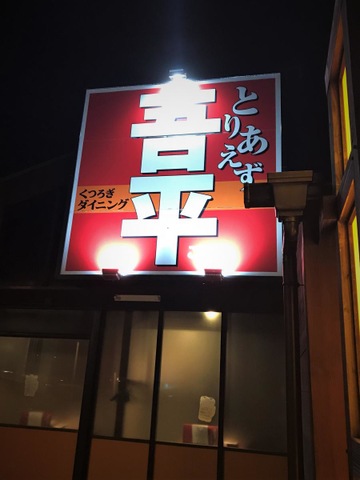 とりあえず
吾平
くつろぎ
ダイニング